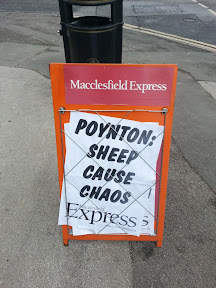 Macclesfield Express
POYNTON:
SHEEP
CAUSE
CHAOS
Express